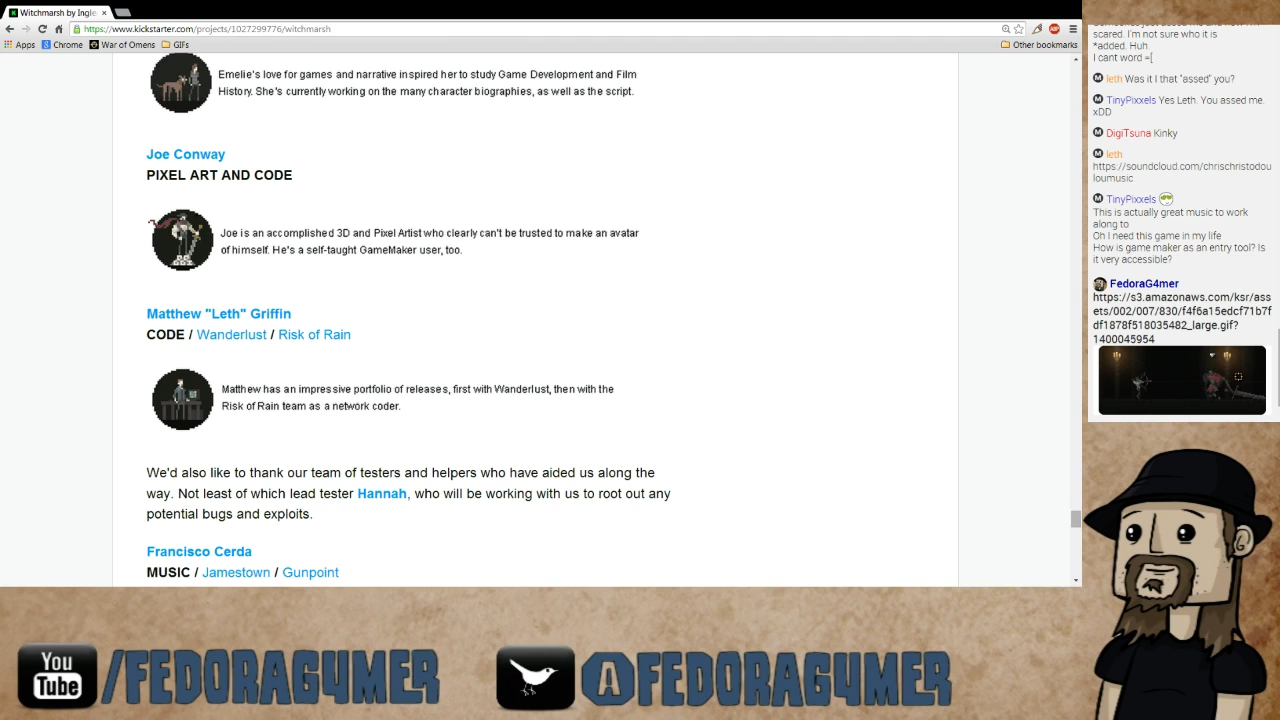 Witchmarsh by Ingle
https://www.kickstarter.com/projects/1027299776/witchmarsh
Apps
Chrome
War of Omens
GIFs
Other bookmarks
Emelie's love for games and narrative inspired her to study Game Development and Film
History. She's currently working on the many character biographies, as well as the script.
Joe Conway
PIXEL ART AND CODE
Joe is an accomplished 3D and Pixel Artist who clearly can't be trusted to make an avatar
of himself. He's a self-taught GameMaker user, too.
Matthew "Leth" Griffin
CODE / Wanderlust / Risk of Rain
Matthew has an impressive portfolio of releases, first with Wanderlust, then with the
Risk of Rain team as a network coder.
We'd also like to thank our team of testers and helpers who have aided us along the
way. Not least of which lead tester Hannah, who will be working with us to root out any
potential bugs and exploits.
Francisco Cerda
MUSIC / Jamestown / Gunpoint
scared. I'm not sure who it is
*added. Huh.
I cant word =[
leth Was it I that "assed" you?
TinyPixxels Yes Leth. You assed me.
xDD
DigiTsuna Kinky
leth
https://soundcloud.com/chrischristodou
loumusic
TinyPixxels
This is actually great music to work
along to
Oh I need this game in my life
How is game maker as an entry tool? Is
it very accessible?
FedoraG4mer
https://s3.amazonaws.com/ksr/ass
ets/002/007/830/f4f6a15edcf71b7f
df1878f518035482_large.gif?
1400045954
You
Tube
/FEDORAG4MER
@FEDORAG4MER